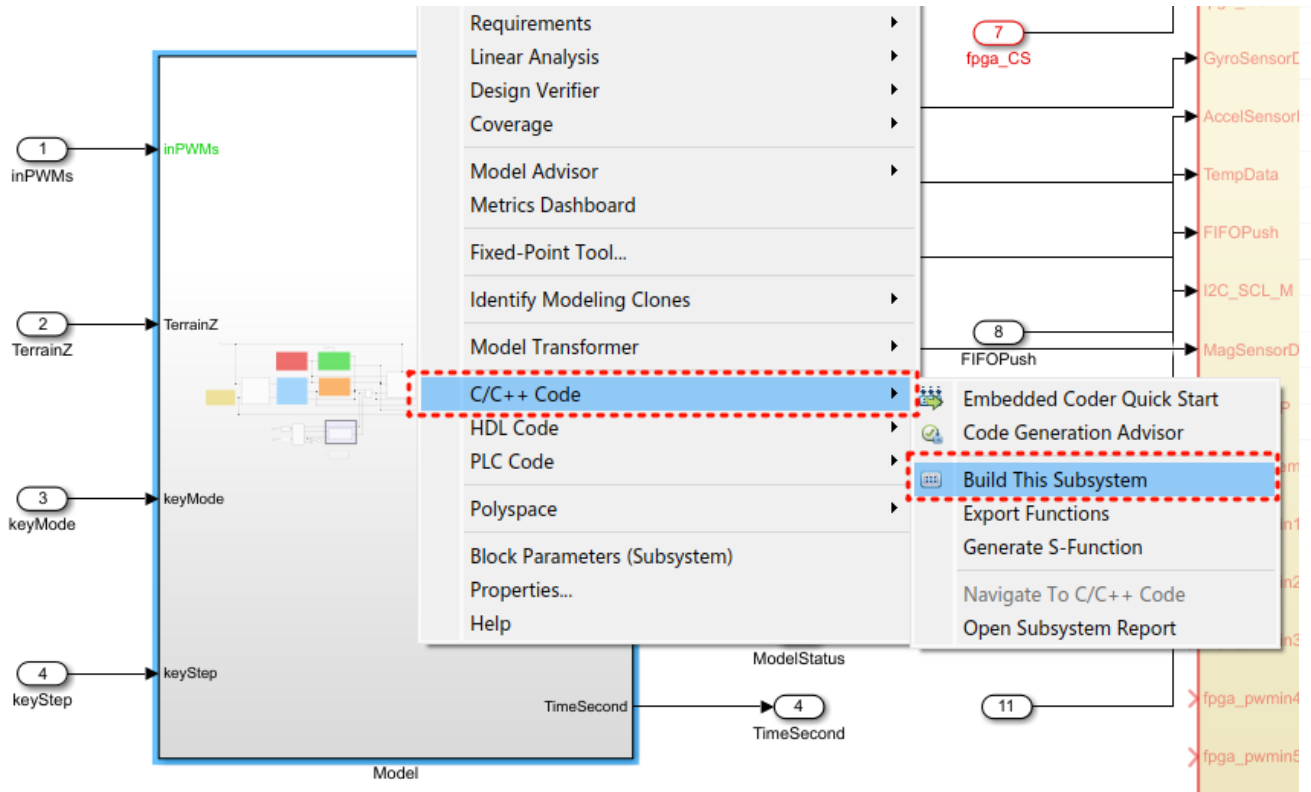 1
inPWMs
2
TerrainZ
3
keyMode
4
keyStep
inPWMs
TerrainZ
keyMode
keyStep
TimeSecond
Model
Requirements
Linear Analysis
Design Verifier
Coverage
Model Advisor
Metrics Dashboard
Fixed-Point Tool...
Identify Modeling Clones
Model Transformer
C/C++ Code
HDL Code
PLC Code
Polyspace
Block Parameters (Subsystem)
Properties...
Help
Embedded Coder Quick Start
Code Generation Advisor
Build This Subsystem
Export Functions
Generate S-Function
Navigate To C/C++ Code
Open Subsystem Report
ModelStatus
4
TimeSecond
7
fpga_CS
8
FIFOPush
11
GyroSensorD
AccelSensor
TempData
FIFOPush
I2C_SCL_M
MagSensorD
fpga_pwmin4
fpga_pwmin5